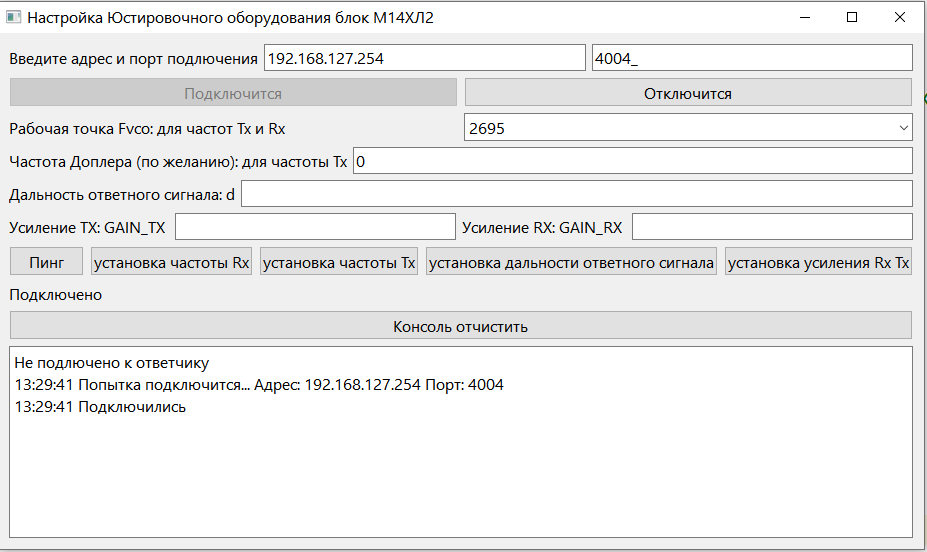 Настройка Юстировочного оборудования блок М14ХЛ2
Введите адрес и порт подлючения 192.168.127.254 4004_
Подключится Отключится
Рабочая точка Fvco: для частот Tx и Rx 2695
Частота Доплера (по желанию): для частоты Tx 0
Дальность ответного сигнала: d
Усиление TX: GAIN_TX Усиление RX: GAIN_RX
Пинг установка частоты Rx установка частоты Tx установка дальности ответного сигнала установка усиления Rx Tx
Подключено
Консоль отчистить
Не подлючено к ответчику
13:29:41 Попытка подключится... Адрес: 192.168.127.254 Порт: 4004
13:29:41 Подключились